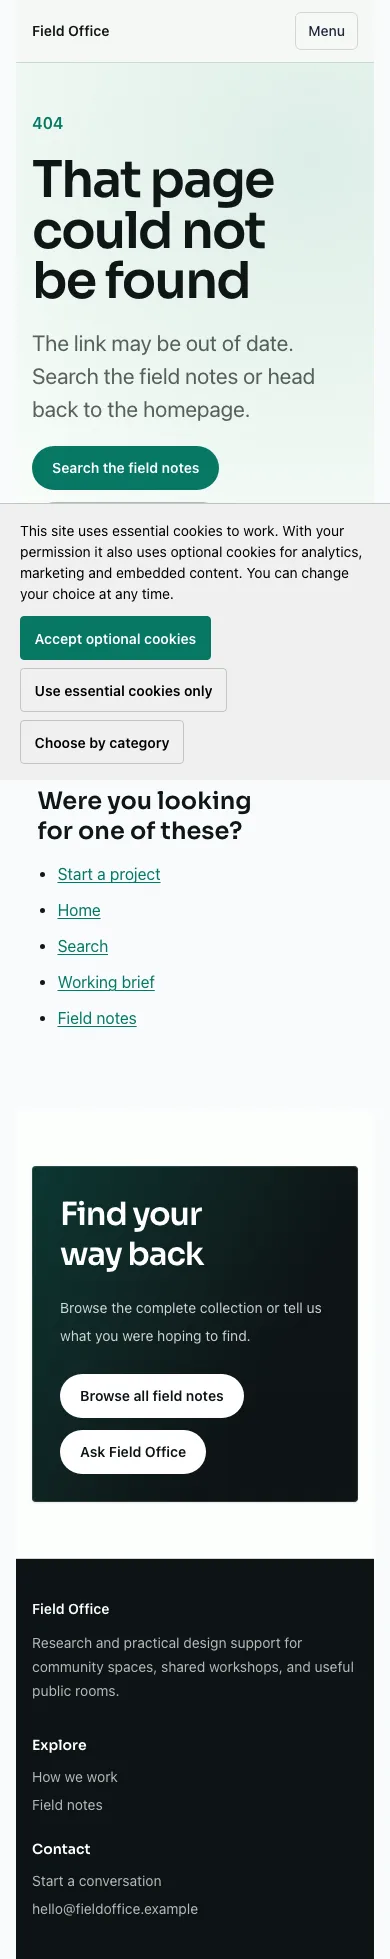 Field Office
Menu
404
That page
could not
be found
The link may be out of date.
Search the field notes or head
back to the homepage.
Search the field notes
This site uses essential cookies to work. With your
permission it also uses optional cookies for analytics,
marketing and embedded content. You can change
your choice at any time.
Accept optional cookies
Use essential cookies only
Choose by category
Were you looking
for one of these?
Start a project
Home
Search
Working brief
Field notes
Find your
way back
Browse the complete collection or tell us
what you were hoping to find.
Browse all field notes
Ask Field Office
Field Office
Research and practical design support for
community spaces, shared workshops, and useful
public rooms.
Explore
How we work
Field notes
Contact
Start a conversation
hello@fieldoffice.example